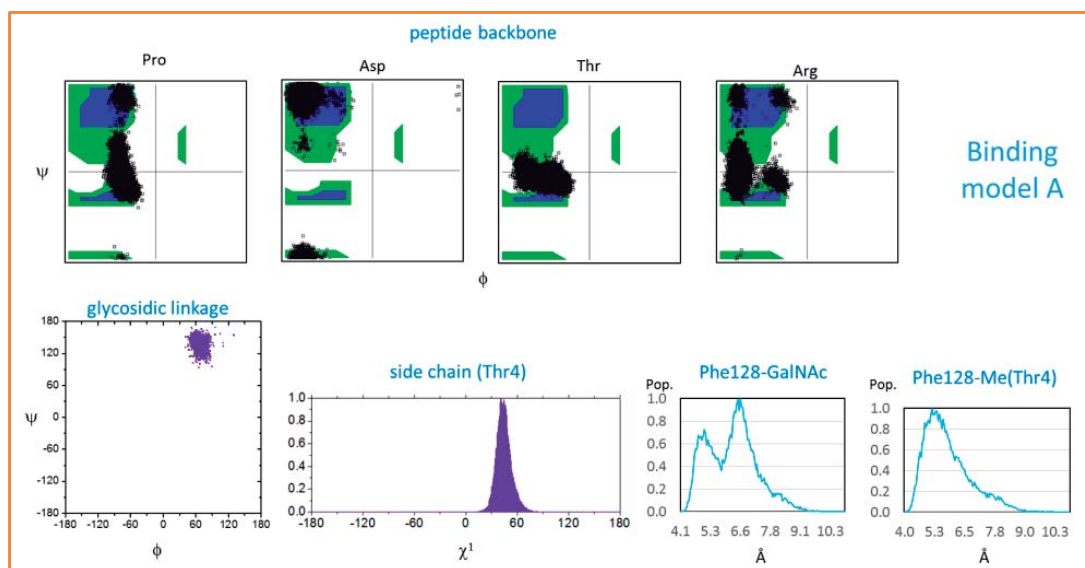 peptide backbone
Pro
Asp
Thr
Arg
ψ
Binding
model A
ϕ
glycosidic linkage
180
120
60
ψ 0
-60
-120
-180
-180 -120 -60 0 60 120 180
ϕ
side chain (Thr4)
1.0
0.8
0.6
0.4
0.2
0.0
-180 -120 -60 0 60 120 180
χ¹
Phe128-GalNAc
Pop.
1.0
0.8
0.6
0.4
0.2
0.0
4.1 5.3 6.6 7.8 9.1 10.3
Å
Phe128-Me(Thr4)
Pop.
1.0
0.8
0.6
0.4
0.2
0.0
4.0 5.3 6.5 7.8 9.0 10.3
Å